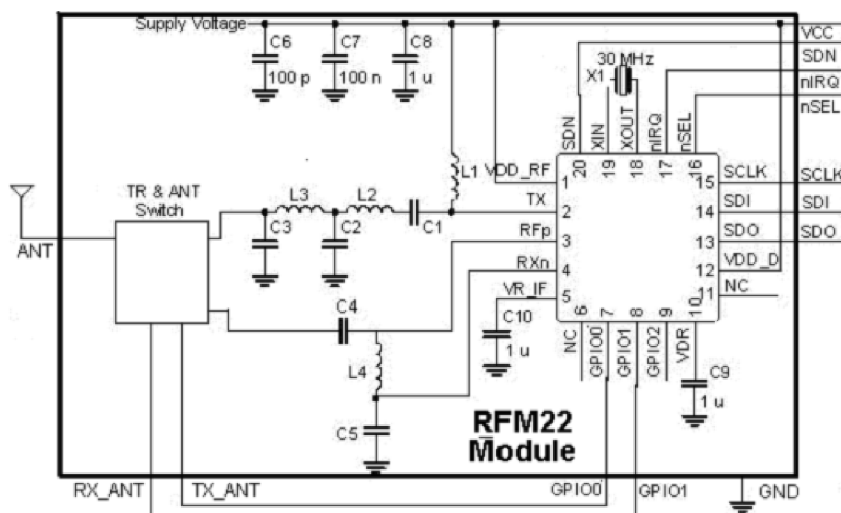 Supply Voltage
VCC
C6
C7
C8
30 MHz
SDN
100 p
100 n
1 u
X1
nIRQ
nSEL
SDN
XIN
XOUT
nIRQ
nSEL
20
19
18
17
16
L1
VDD_RF
1
15
SCLK
SCLK
TR & ANT
Switch
L3
L2
TX
2
14
SDI
SDI
C3
C2
C1
RFp
3
13
SDO
SDO
ANT
RXn
4
12
VDD_D
VR_IF
5
11
NC
C4
C10
6
7
8
9
10
1 u
NC
GPIO0
GPIO1
GPIO2
VDR
L4
C9
1 u
C5
RFM22
Module
RX_ANT
TX_ANT
GPIO0
GPIO1
GND